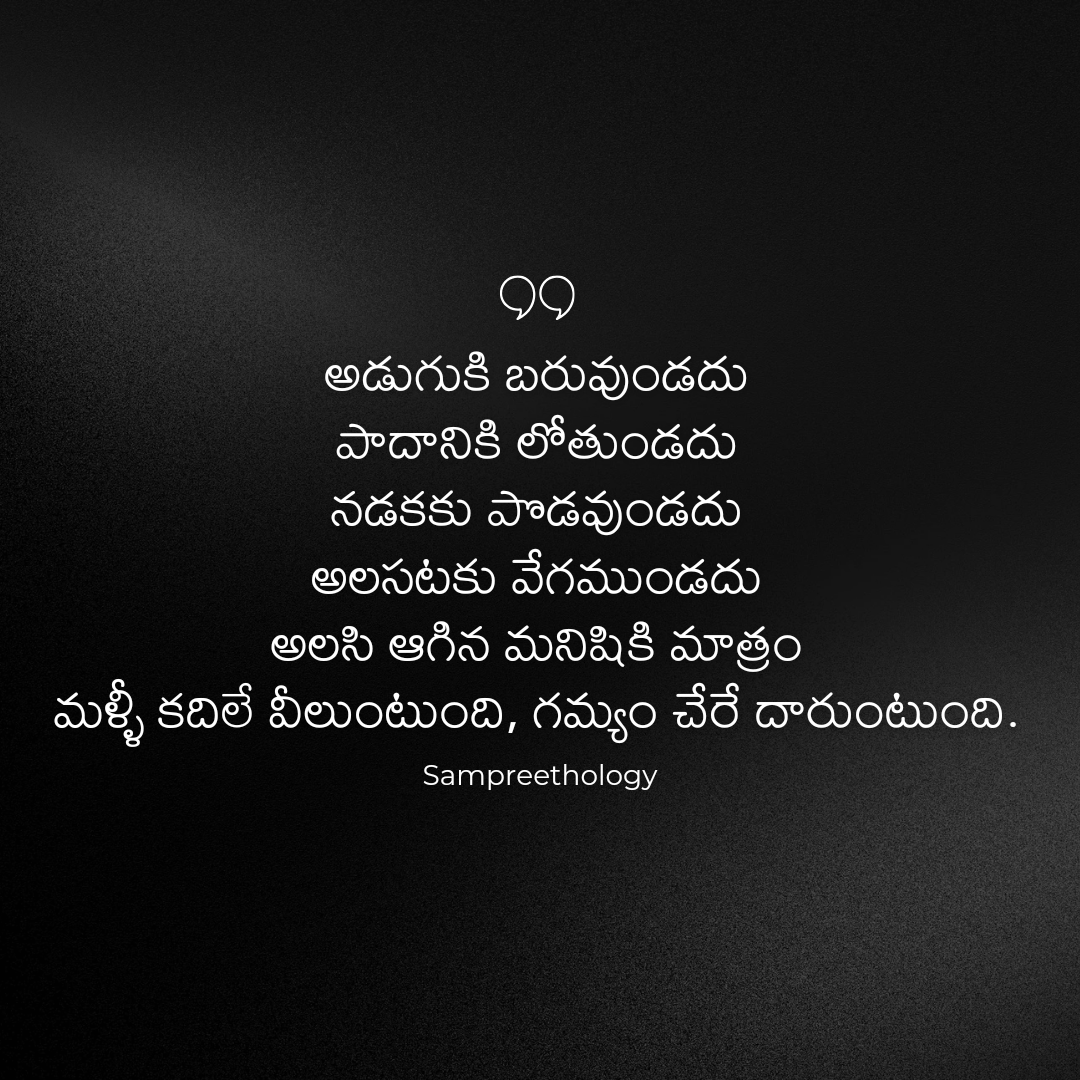 అడుగుకి బరువుండదు
పాదానికి లోతుండదు
నడకకు పొడవుండదు
అలసటకు వేగముండదు
అలసి ఆగిన మనిషికి మాత్రం
మళ్ళీ కదిలే వీలుంటుంది, గమ్యం చేరే దారుంటుంది.
Sampreethology